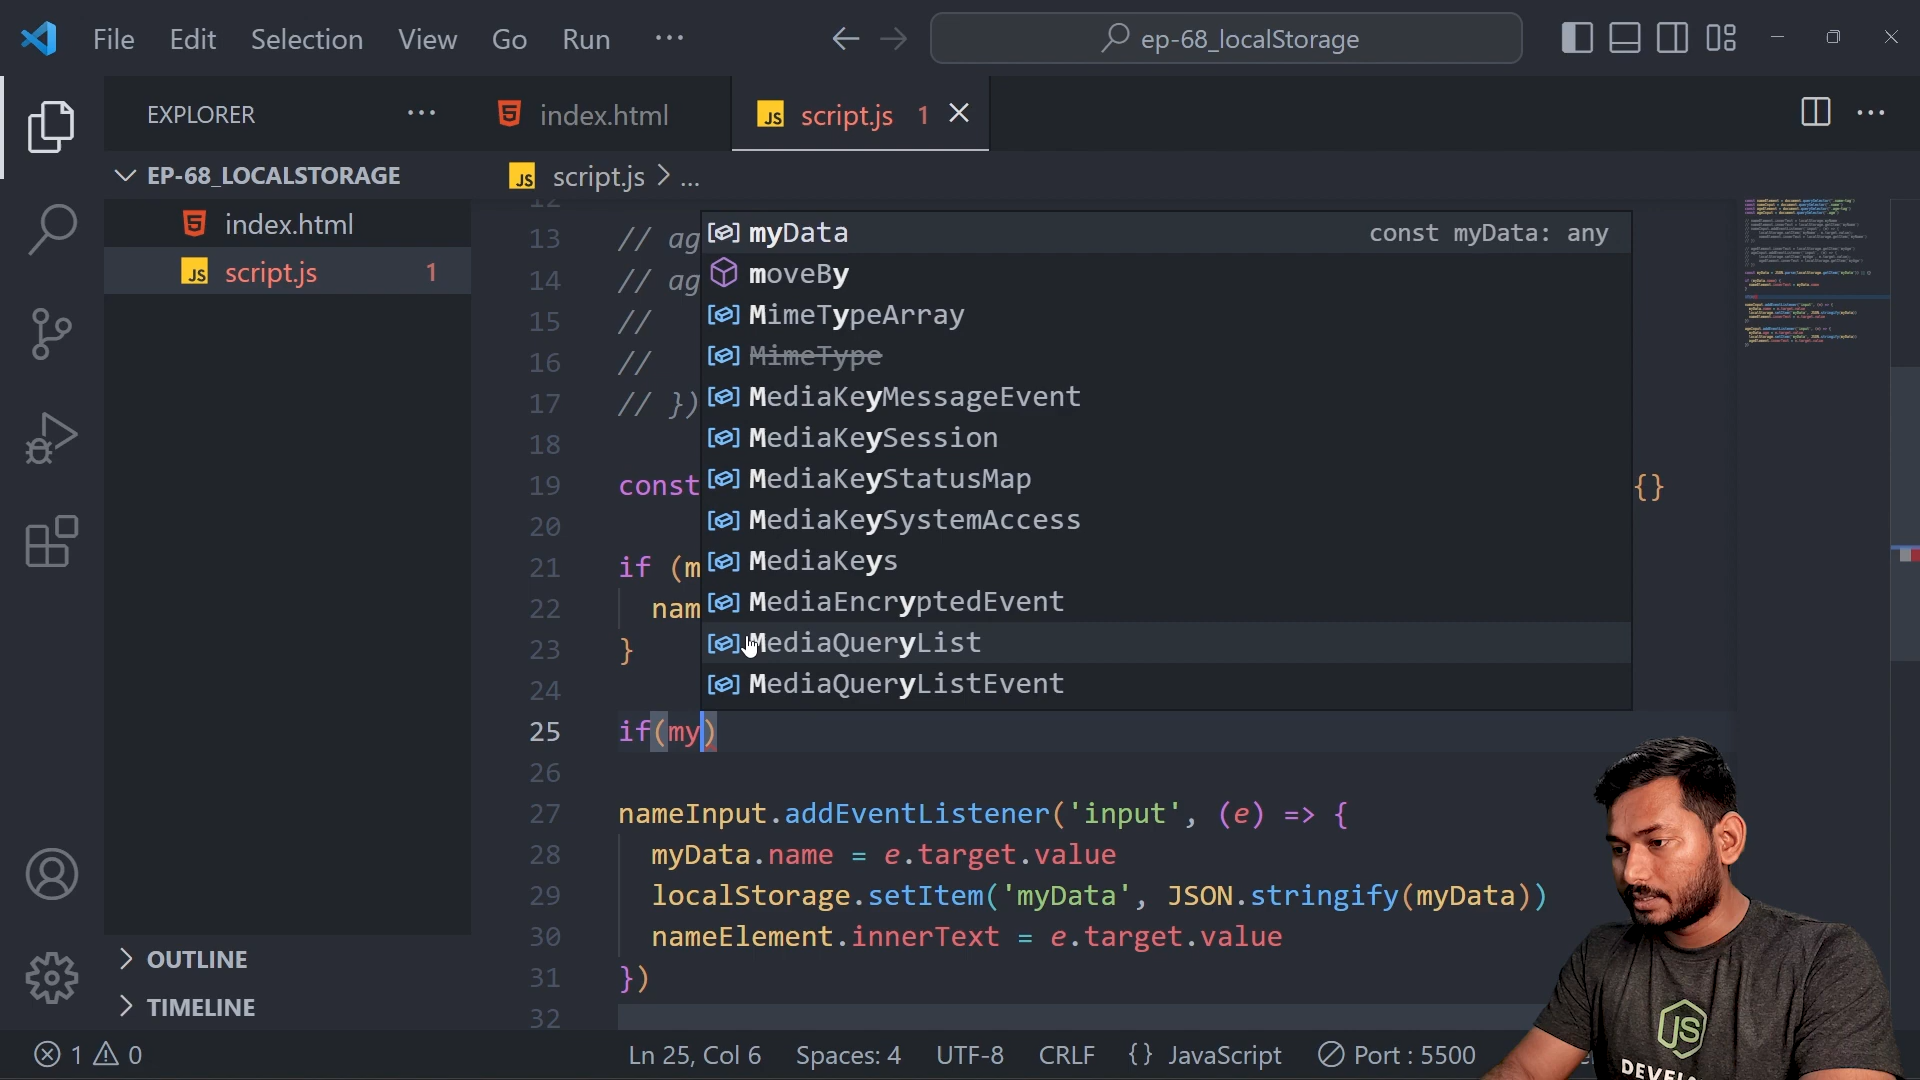 File Edit Selection View Go Run ...
ep-68_localStorage
EXPLORER ...
index.html
JS script.js 1
EP-68_LOCALSTORAGE
JS script.js > ...
index.html
JS script.js 1
12
13 // ag
14 // ag
15 //
16 //
17 // })
18
19 const {}
20
21 if (m
22 nam
23 }
24
myData const myData: any
moveBy
MimeTypeArray
MimeType
MediaKeyMessageEvent
MediaKeySession
MediaKeyStatusMap
MediaKeySystemAccess
MediaKeys
MediaEncryptedEvent
MediaQueryList
MediaQueryListEvent
25 if(my)
26
27 nameInput.addEventListener('input', (e) => {
28 myData.name = e.target.value
29 localStorage.setItem('myData', JSON.stringify(myData))
30 nameElement.innerText = e.target.value
31 })
32
OUTLINE
TIMELINE
1 0
Ln 25, Col 6 Spaces: 4 UTF-8 CRLF {} JavaScript Port : 5500
JS